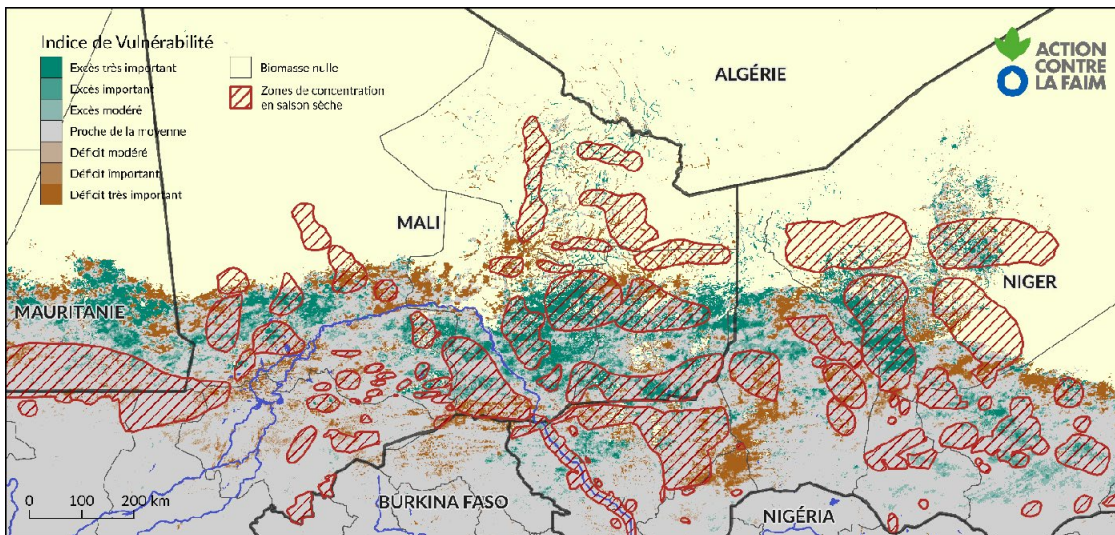 Indice de Vulnérabilité
Excès très important
Excès important
Excès modéré
Proche de la moyenne
Déficit modéré
Déficit important
Déficit très important
Biomasse nulle
Zones de concentration
en saison sèche
ACTION
CONTRE
LA FAIM
ALGÉRIE
MALI
NIGER
MAURITANIE
BURKINA FASO
NIGÉRIA
0 100 200 km